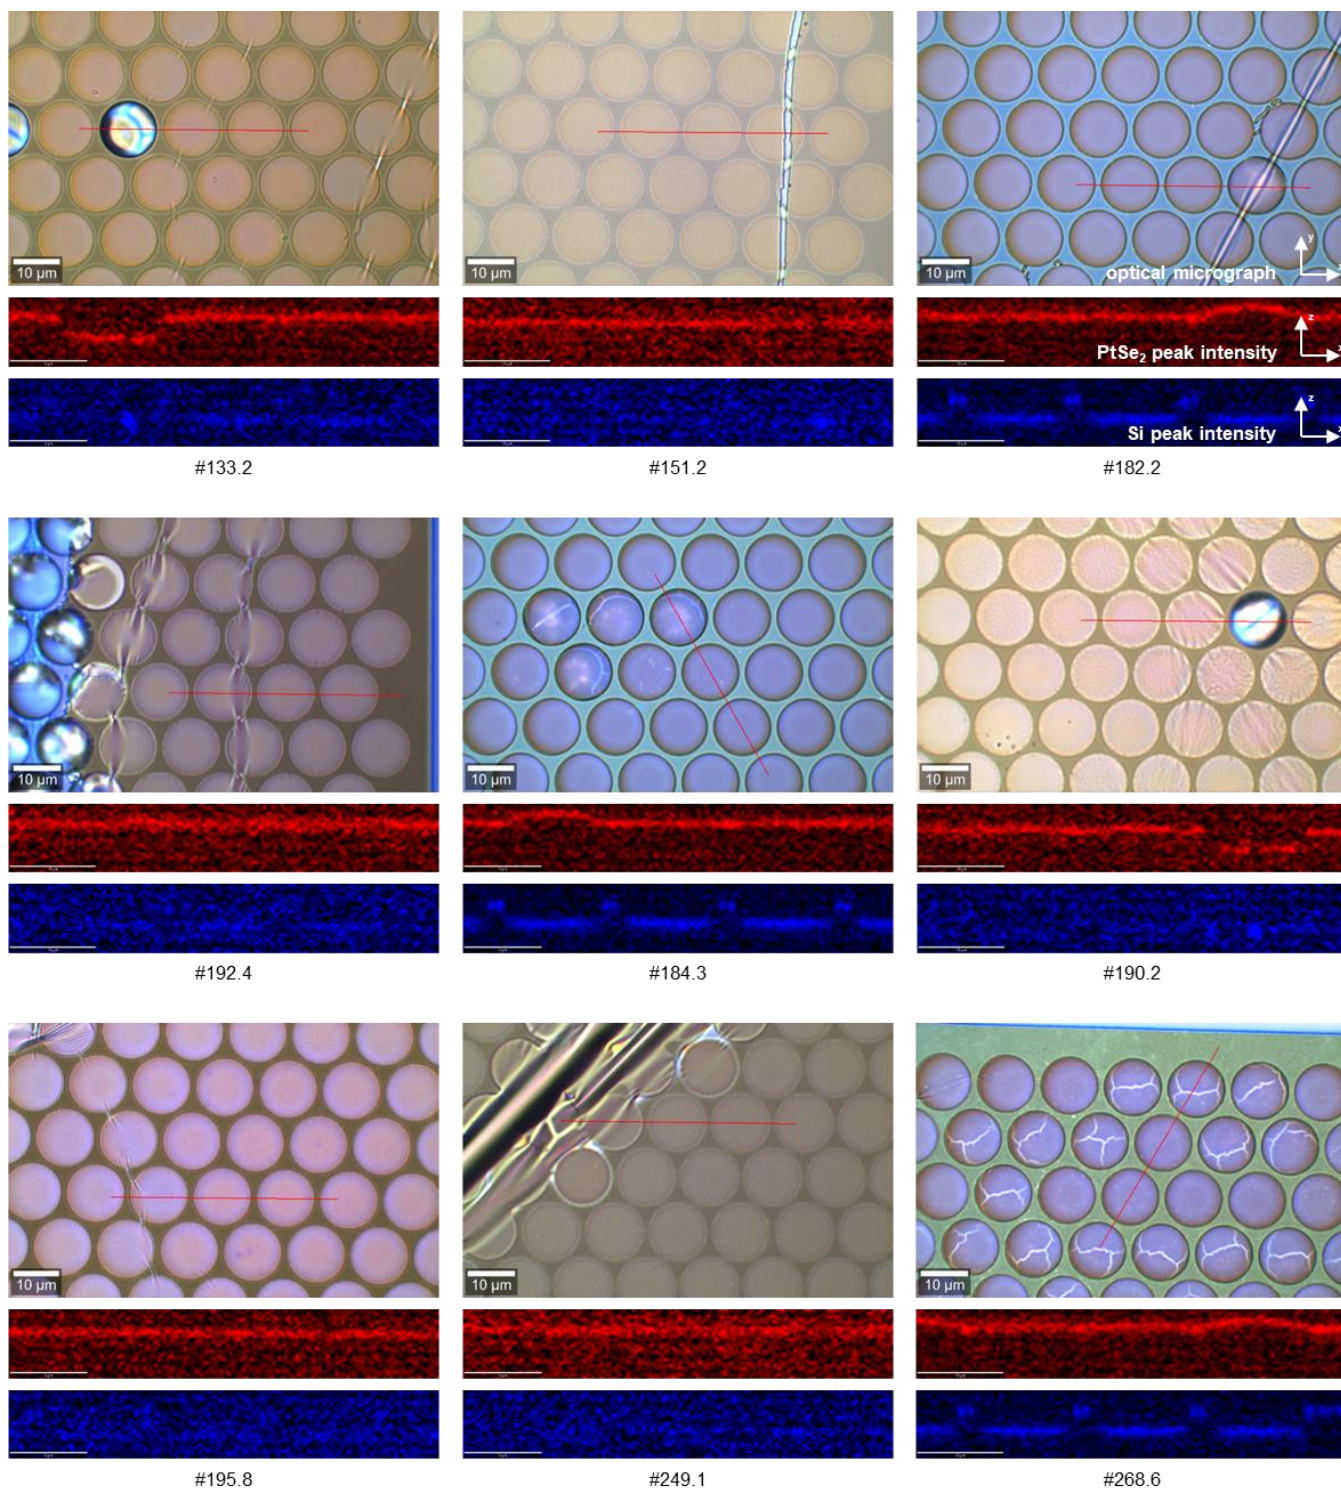 10 µm
10 µm
10 µm
optical micrograph
y
z
PtSe₂ peak intensity
x
z
Si peak intensity
x
#133.2
#151.2
#182.2
10 µm
10 µm
10 µm
#192.4
#184.3
#190.2
10 µm
10 µm
10 µm
#195.8
#249.1
#268.6